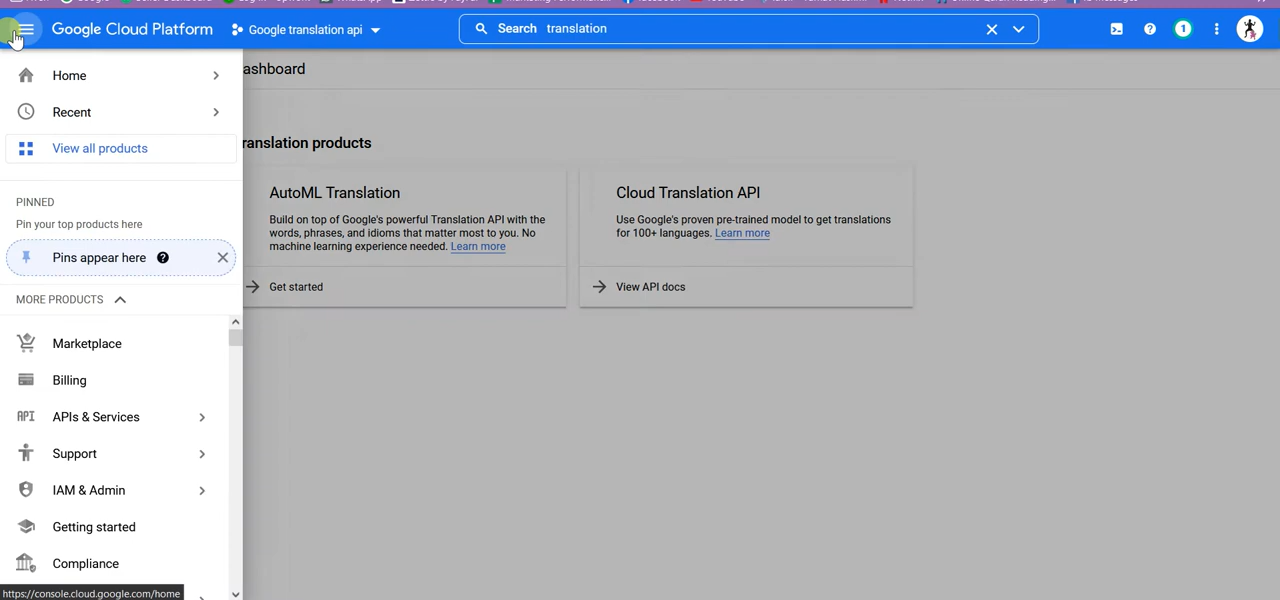 Google Cloud Platform
Google translation api
Search translation
1
Home
Recent
View all products
PINNED
Pin your top products here
Pins appear here
MORE PRODUCTS
Marketplace
Billing
API APIs & Services
Support
IAM & Admin
Getting started
Compliance
https://console.cloud.google.com/home
ashboard
ranslation products
AutoML Translation
Build on top of Google's powerful Translation API with the
words, phrases, and idioms that matter most to you. No
machine learning experience needed. Learn more
Get started
Cloud Translation API
Use Google's proven pre-trained model to get translations
for 100+ languages. Learn more
View API docs